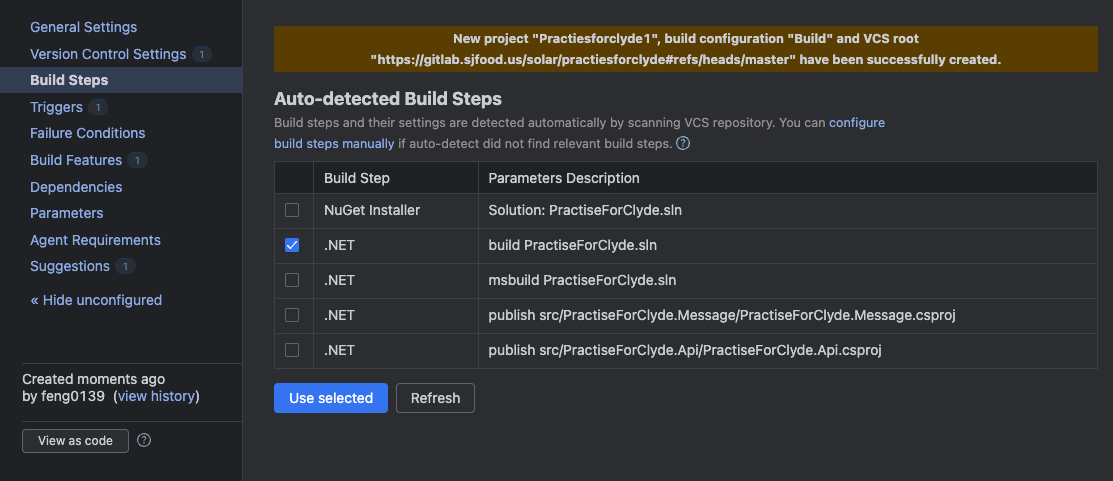 General Settings
Version Control Settings 1
Build Steps
Triggers 1
Failure Conditions
Build Features 1
Dependencies
Parameters
Agent Requirements
Suggestions 1
« Hide unconfigured
Created moments ago
by feng0139 (view history)
View as code ?
New project "Practiesforclyde1", build configuration "Build" and VCS root
"https://gitlab.sjfood.us/solar/practiesforclyde#refs/heads/master" have been successfully created.
Auto-detected Build Steps
Build steps and their settings are detected automatically by scanning VCS repository. You can configure
build steps manually if auto-detect did not find relevant build steps. ?
Build Step Parameters Description
NuGet Installer Solution: PractiseForClyde.sln
.NET build PractiseForClyde.sln
.NET msbuild PractiseForClyde.sln
.NET publish src/PractiseForClyde.Message/PractiseForClyde.Message.csproj
.NET publish src/PractiseForClyde.Api/PractiseForClyde.Api.csproj
Use selected Refresh